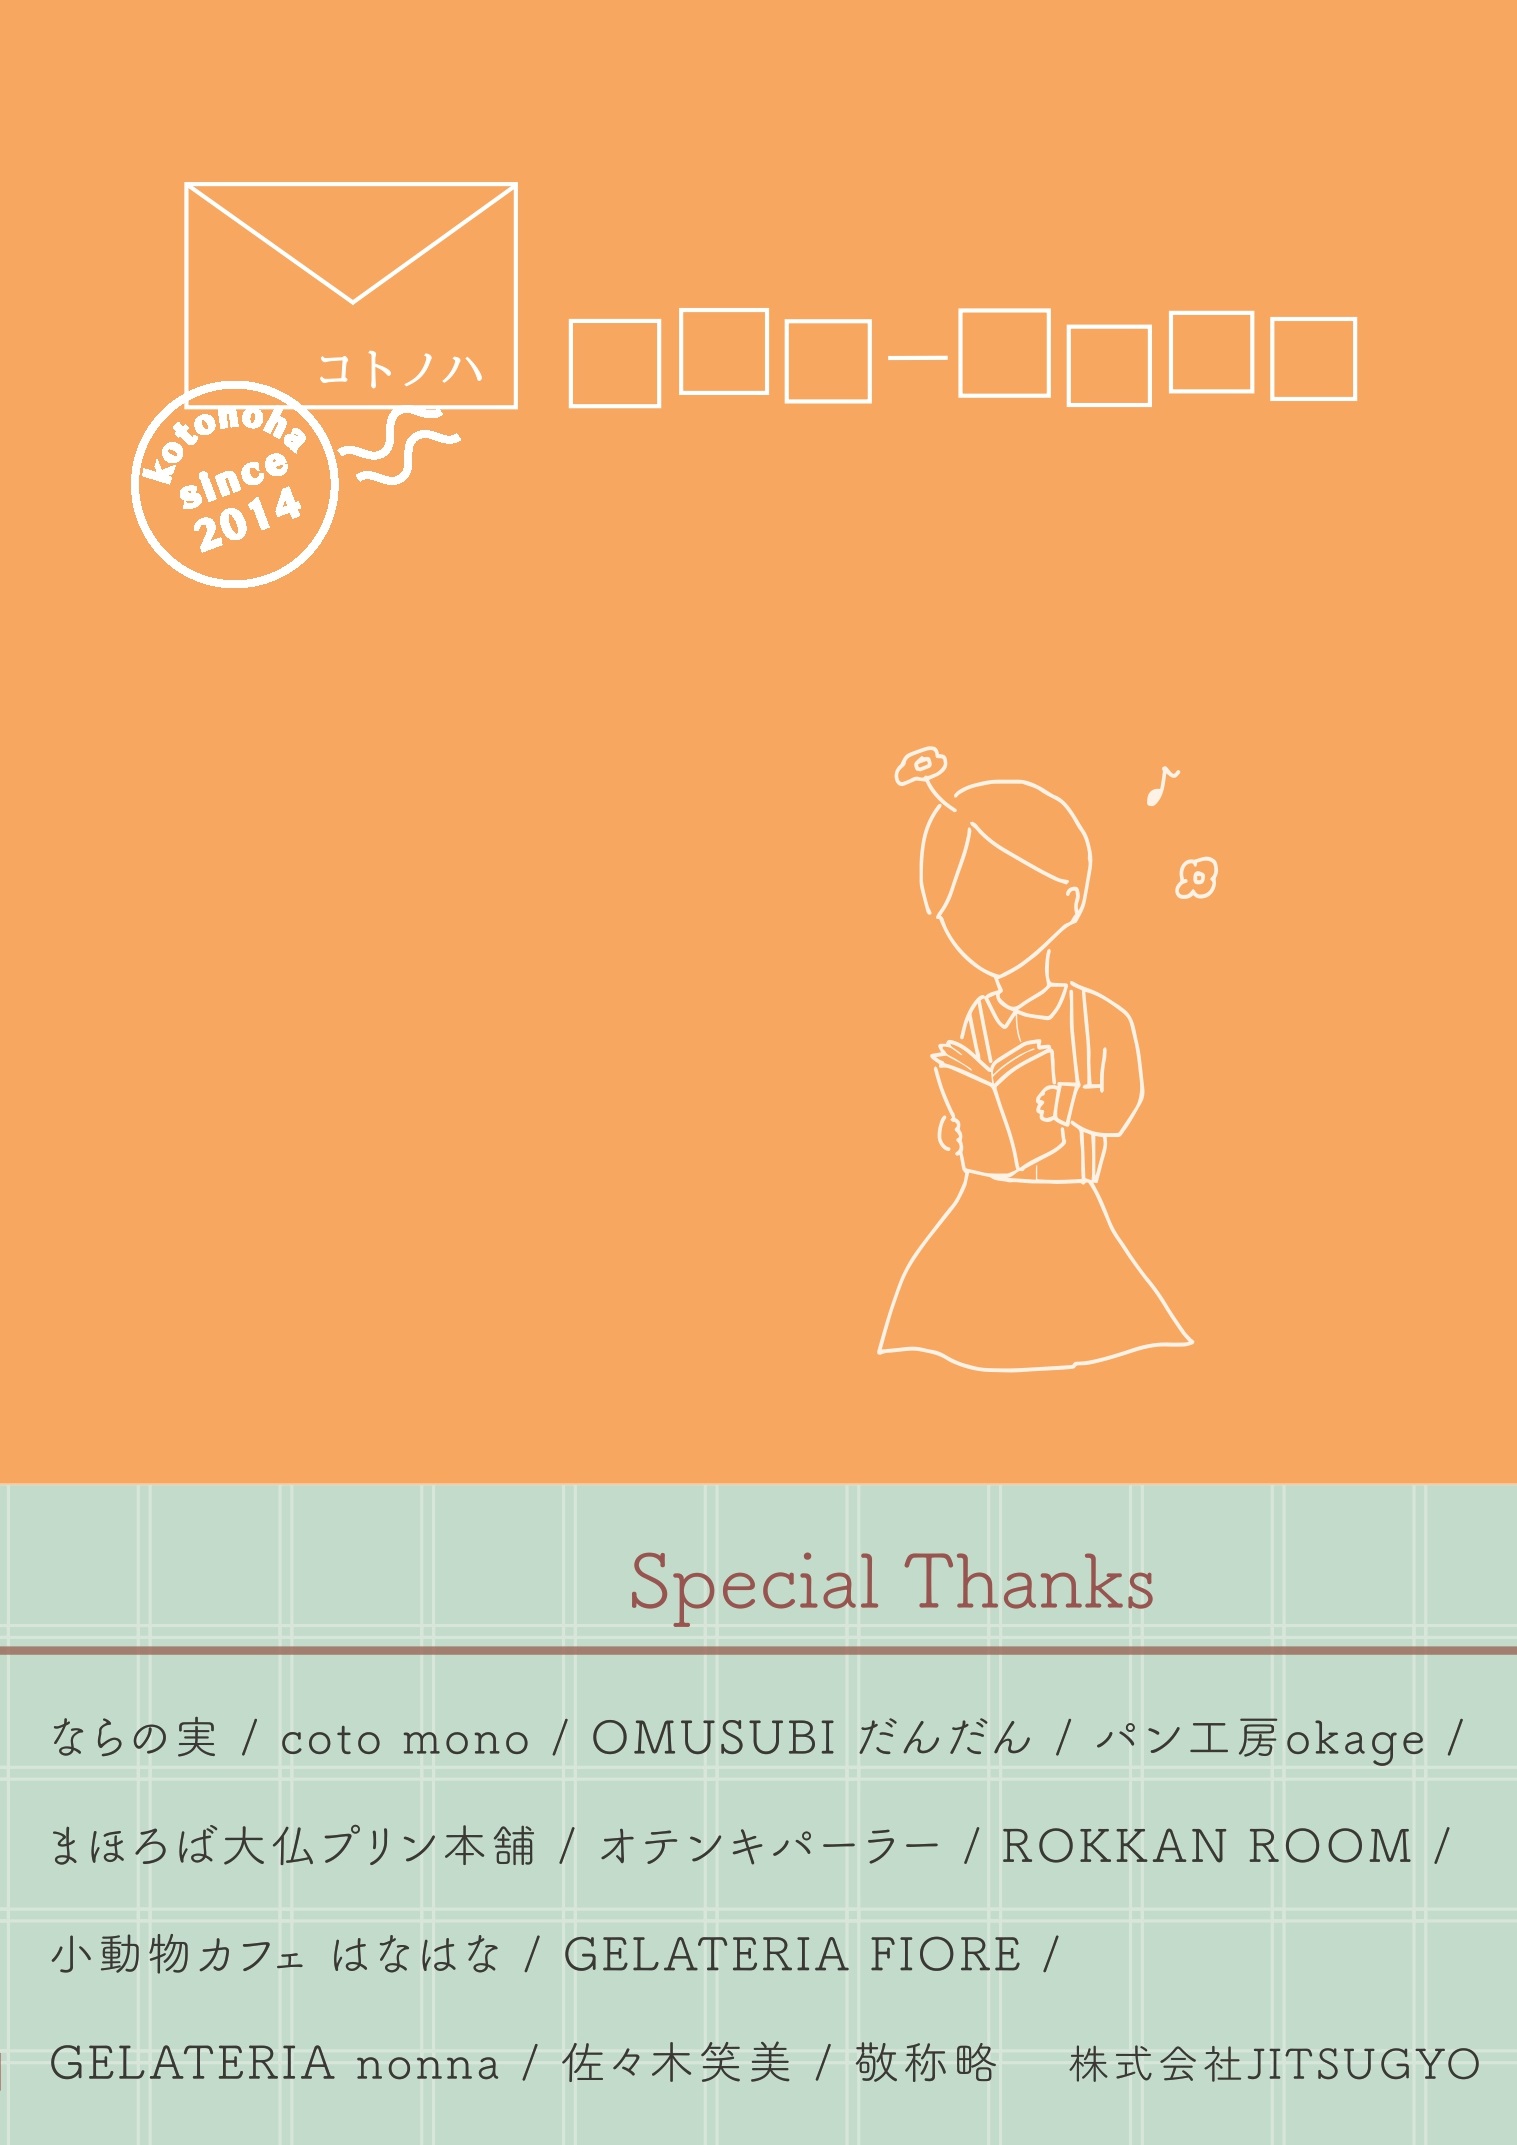 コトノハ
kotonoha
since
2014
Special Thanks
ならの実 / coto mono / OMUSUBI だんだん / パン工房okage /
まほろば大仏プリン本舗 / オテンキパーラー / ROKKAN ROOM /
小動物カフェ はなはな / GELATERIA FIORE /
GELATERIA nonna / 佐々木笑美 / 敬称略 株式会社JITSUGYO